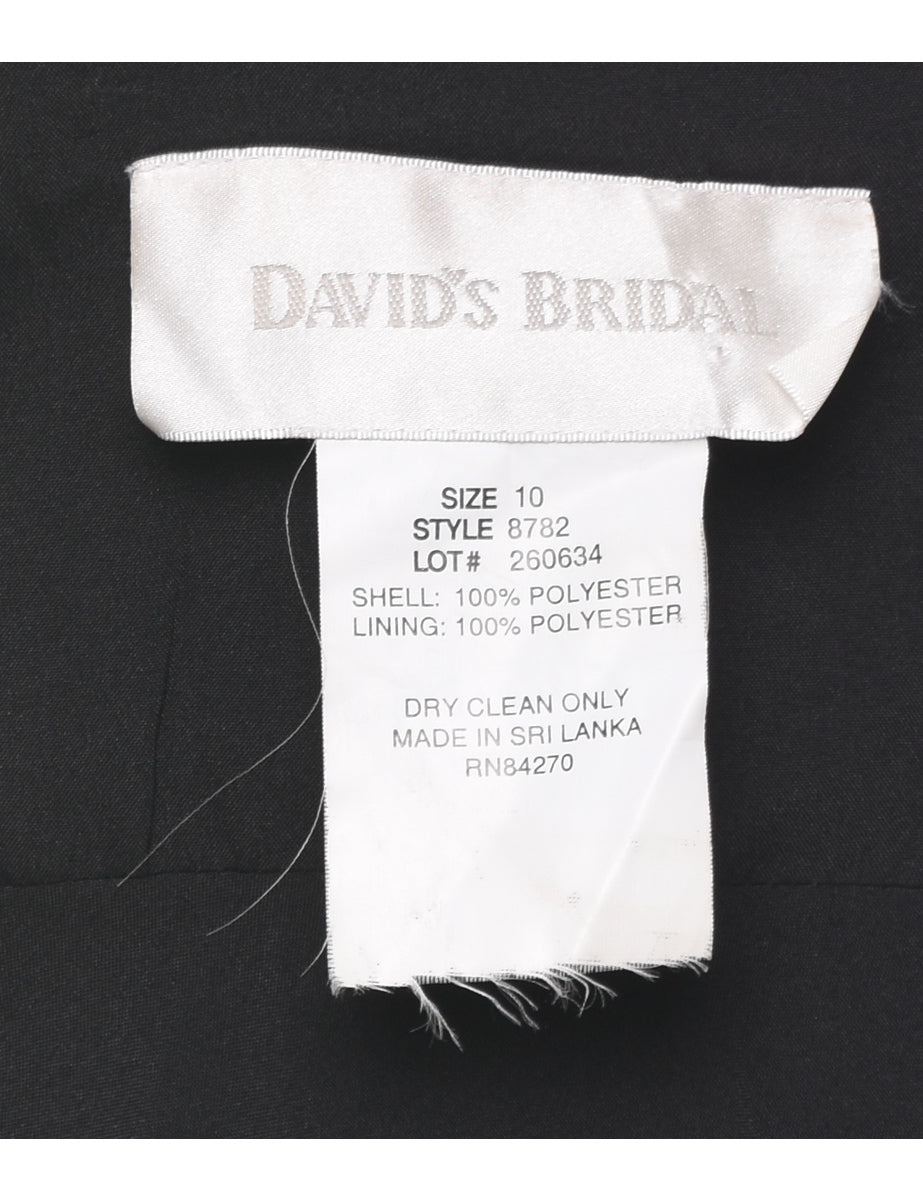 DAVID'S BRIDAL
SIZE 10
STYLE 8782
LOT# 260634
SHELL: 100% POLYESTER
LINING: 100% POLYESTER
DRY CLEAN ONLY
MADE IN SRI LANKA
RN84270